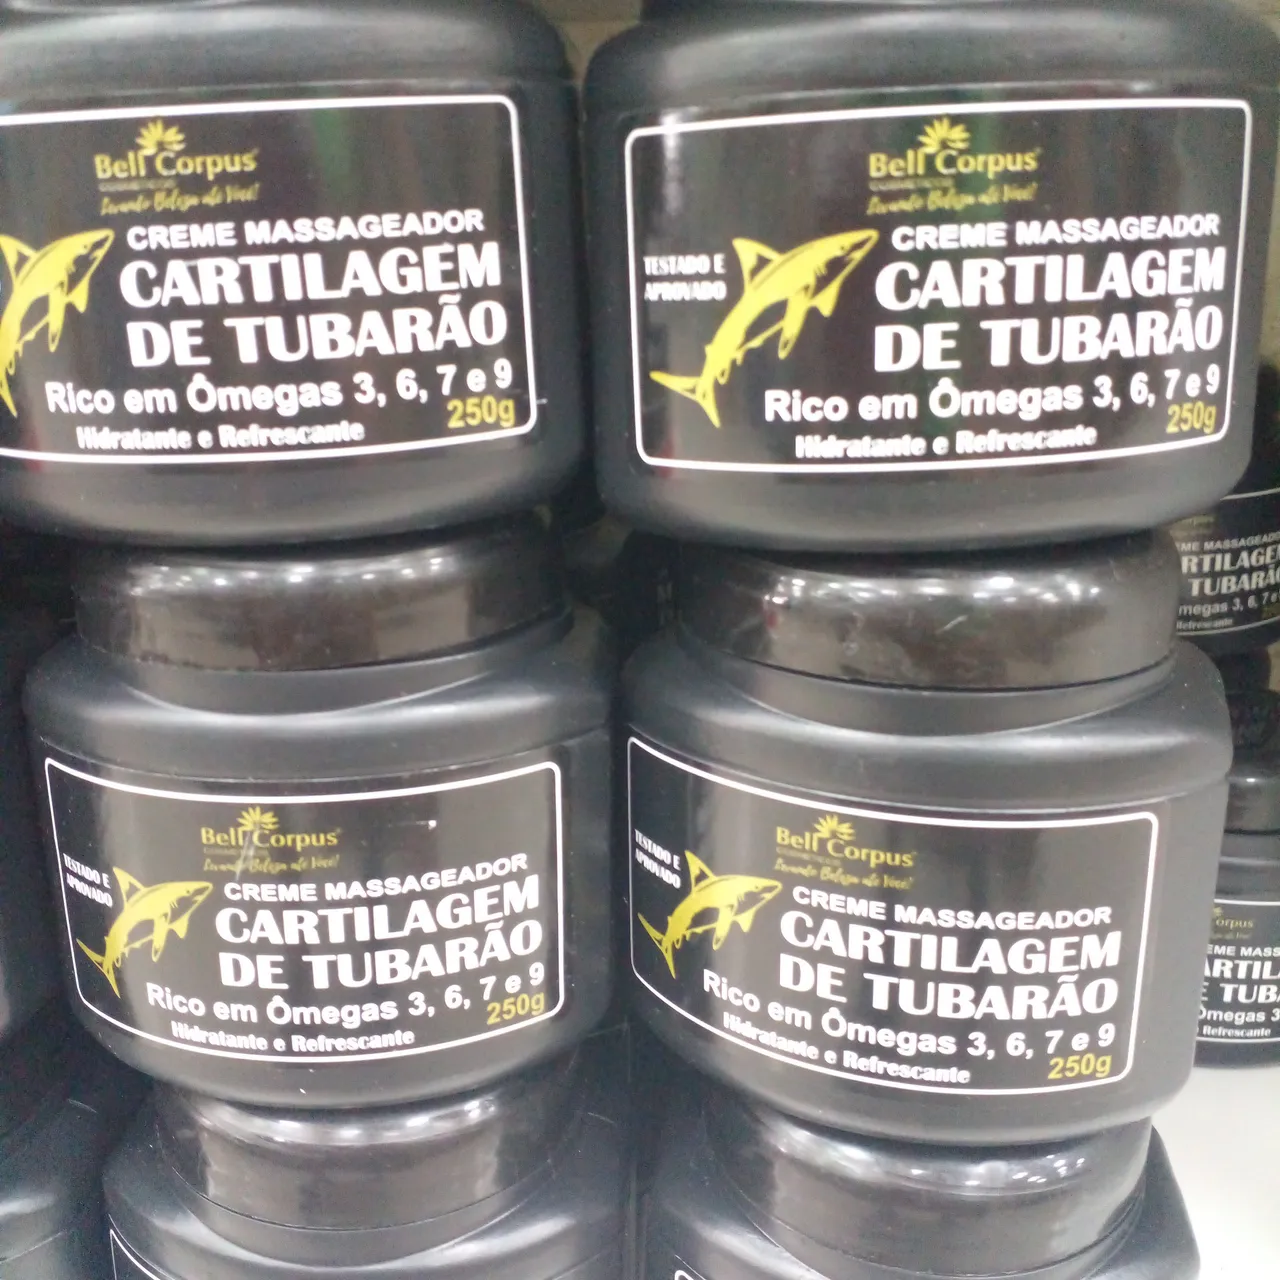 Bell Corpus
Levando Beleza até Você!
CREME MASSAGEADOR
CARTILAGEM
DE TUBARÃO
Rico em Ômegas 3, 6, 7 e 9
250g
Hidratante e Refrescante
Bell Corpus
Levando Beleza até Você!
TESTADO E
APROVADO
CREME MASSAGEADOR
CARTILAGEM
DE TUBARÃO
Rico em Ômegas 3, 6, 7 e 9
250g
Hidratante e Refrescante
Bell Corpus
Levando Beleza até Você!
TESTADO E
APROVADO
CREME MASSAGEADOR
CARTILAGEM
DE TUBARÃO
Rico em Ômegas 3, 6, 7 e 9
250g
Hidratante e Refrescante
Bell Corpus
Levando Beleza até Você!
TESTADO E
APROVADO
CREME MASSAGEADOR
CARTILAGEM
DE TUBARÃO
Rico em Ômegas 3, 6, 7 e 9
250g
Hidratante e Refrescante
TUBARÃO
Refrescante
Refrescante